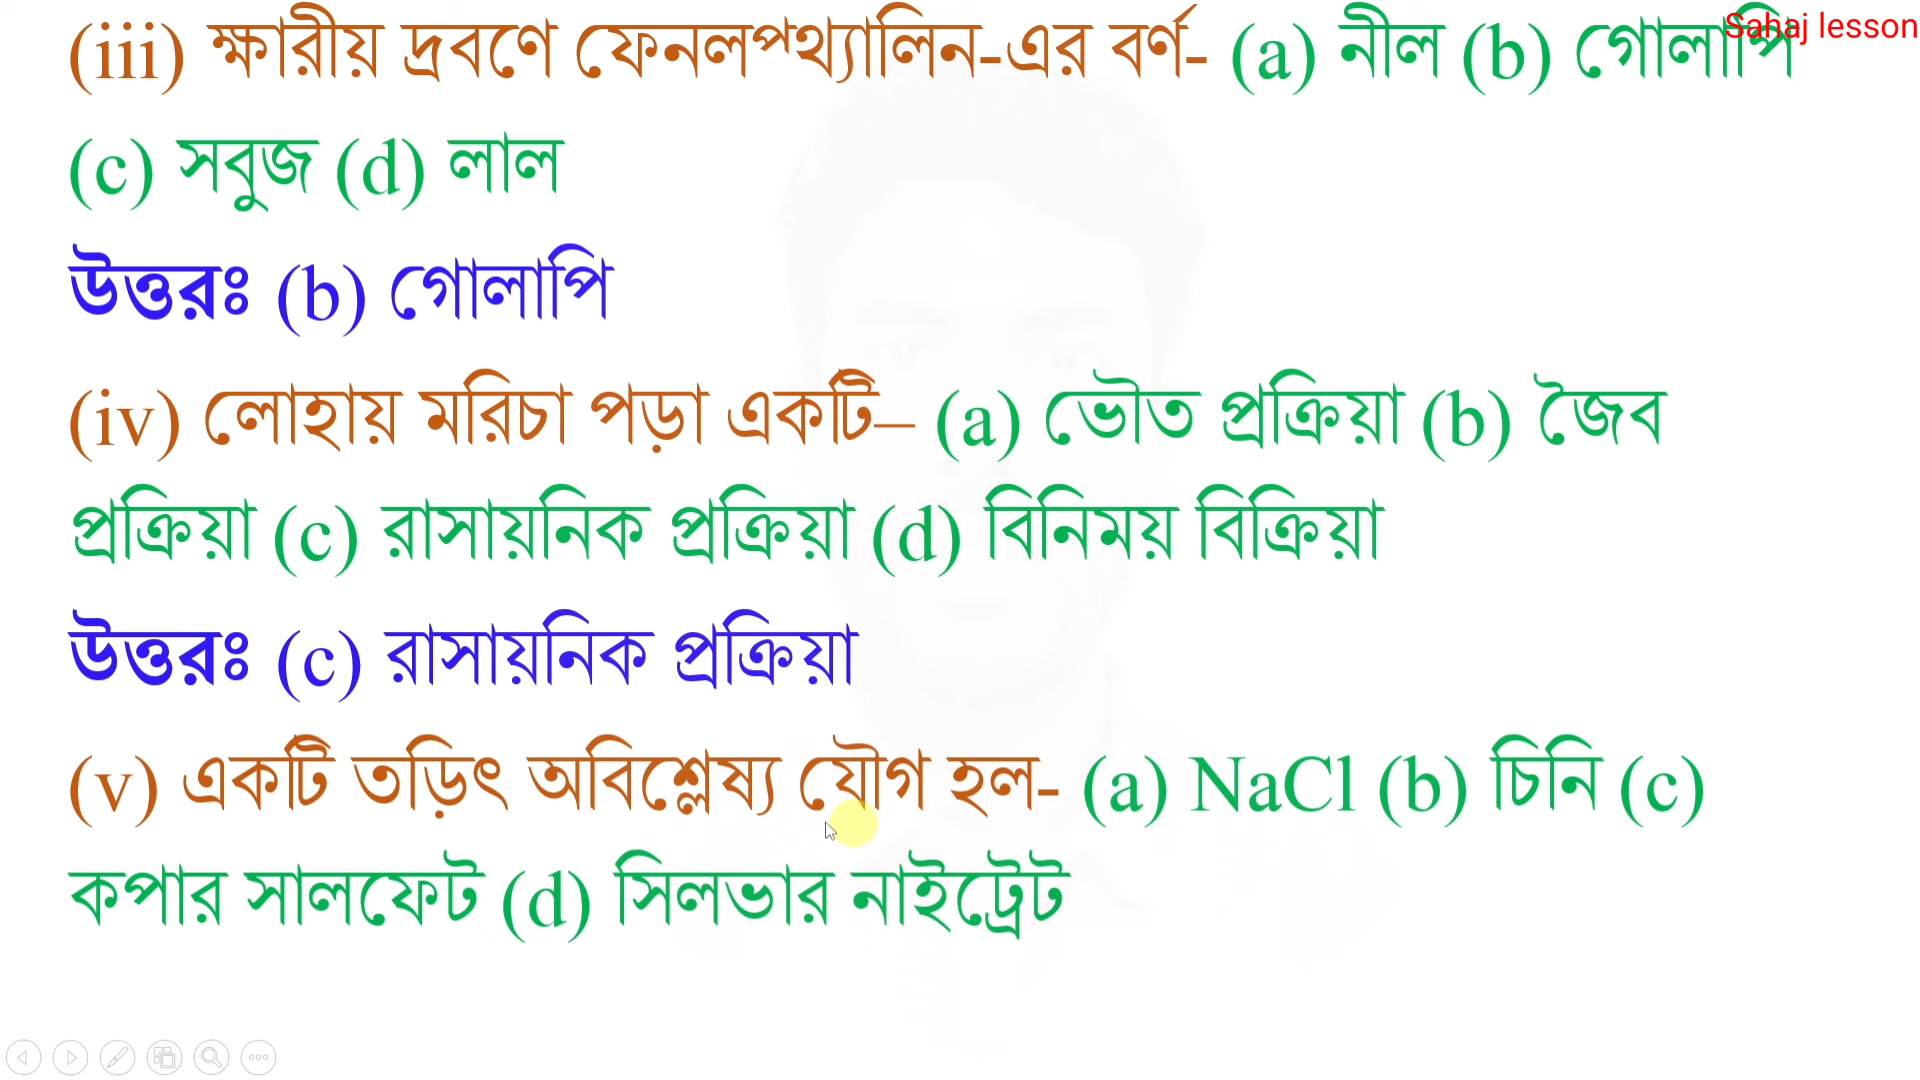 Sahaj lesson
(iii) ক্ষারীয় দ্রবণে ফেনলপথ্যালিন-এর বর্ণ- (a) নীল (b) গোলাপি
(c) সবুজ (d) লাল
উত্তরঃ (b) গোলাপি
(iv) লোহায় মরিচা পড়া একটি– (a) ভৌত প্রক্রিয়া (b) জৈব
প্রক্রিয়া (c) রাসায়নিক প্রক্রিয়া (d) বিনিময় বিক্রিয়া
উত্তরঃ (c) রাসায়নিক প্রক্রিয়া
(v) একটি তড়িৎ অবিশ্লেষ্য যৌগ হল- (a) NaCl (b) চিনি (c)
কপার সালফেট (d) সিলভার নাইট্রেট